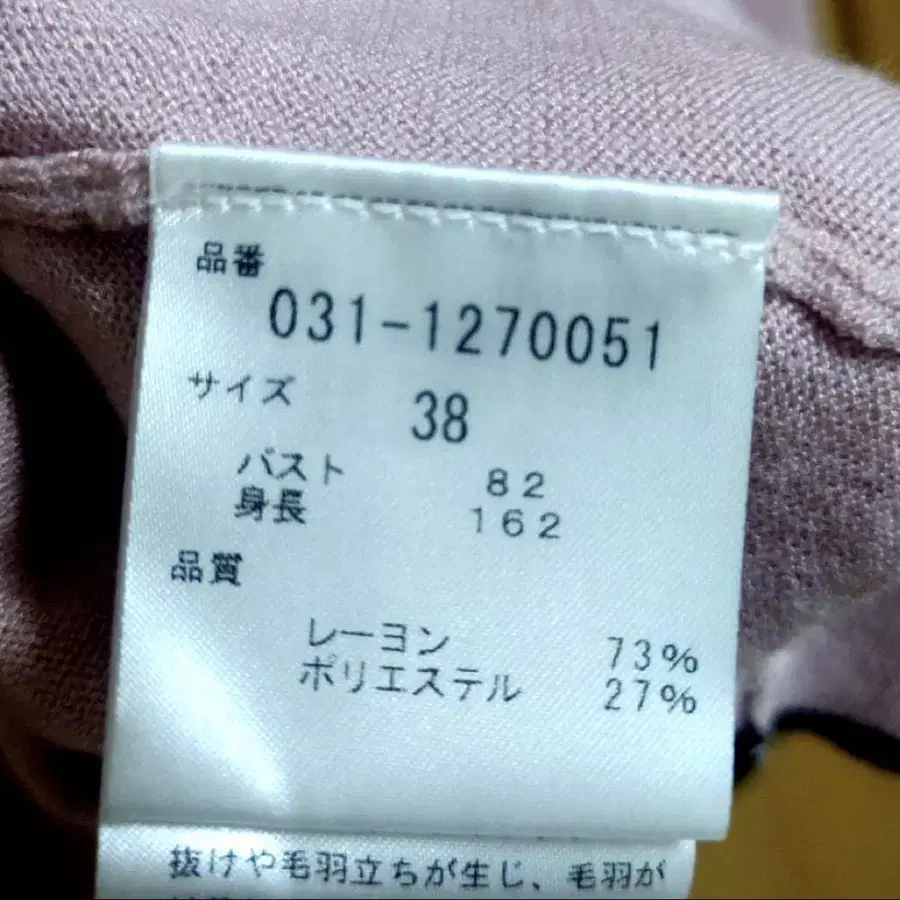 品番
031-1270051
サイズ 38
バスト 82
身長 162
品質
レーヨン 73%
ポリエステル 27%
抜けや毛羽立ちが生じ、毛羽が